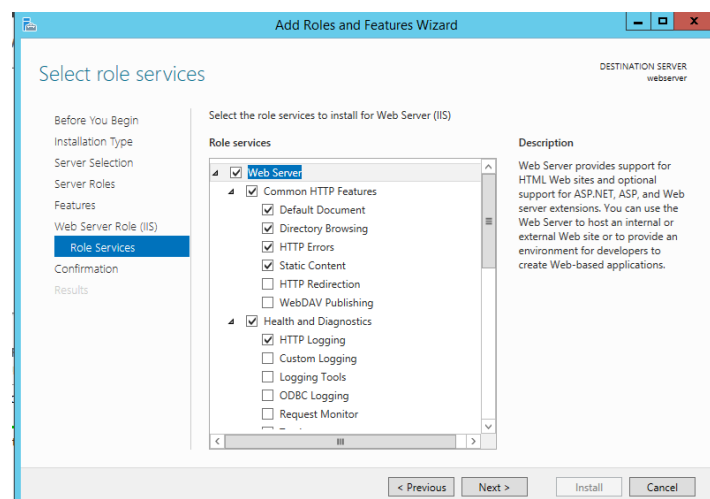 Add Roles and Features Wizard
Select role services
DESTINATION SERVER
webserver
Before You Begin
Installation Type
Server Selection
Server Roles
Features
Web Server Role (IIS)
Role Services
Confirmation
Results
Select the role services to install for Web Server (IIS)
Role services
Web Server
Common HTTP Features
Default Document
Directory Browsing
HTTP Errors
Static Content
HTTP Redirection
WebDAV Publishing
Health and Diagnostics
HTTP Logging
Custom Logging
Logging Tools
ODBC Logging
Request Monitor
Description
Web Server provides support for
HTML Web sites and optional
support for ASP.NET, ASP, and Web
server extensions. You can use the
Web Server to host an internal or
external Web site or to provide an
environment for developers to
create Web-based applications.
< Previous
Next >
Install
Cancel